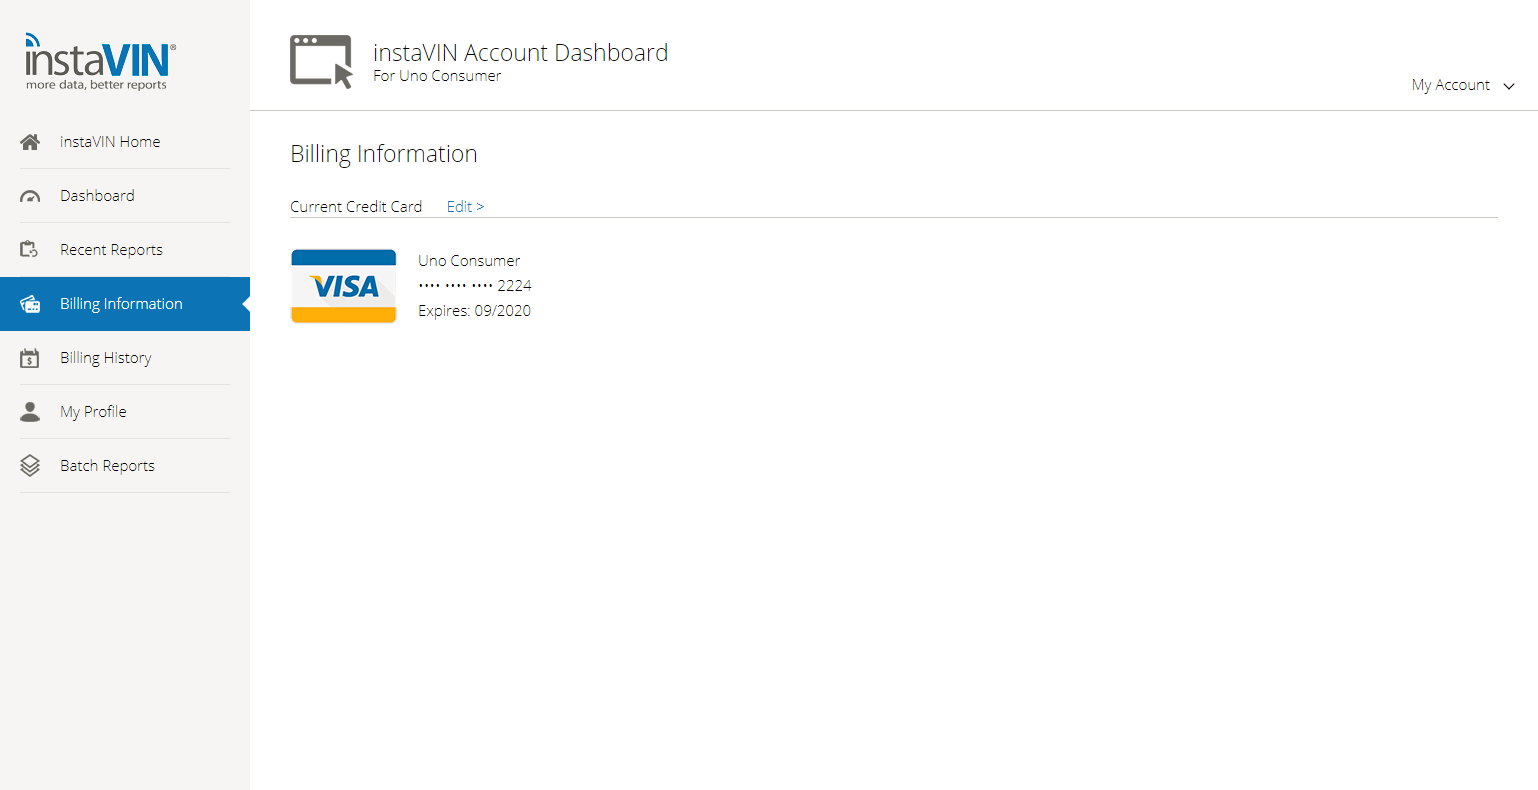 instaVIN®
more data, better reports
instaVIN Home
Dashboard
Recent Reports
Billing Information
Billing History
My Profile
Batch Reports
instaVIN Account Dashboard
For Uno Consumer
My Account
Billing Information
Current Credit Card Edit >
VISA
Uno Consumer
•••• •••• •••• 2224
Expires: 09/2020